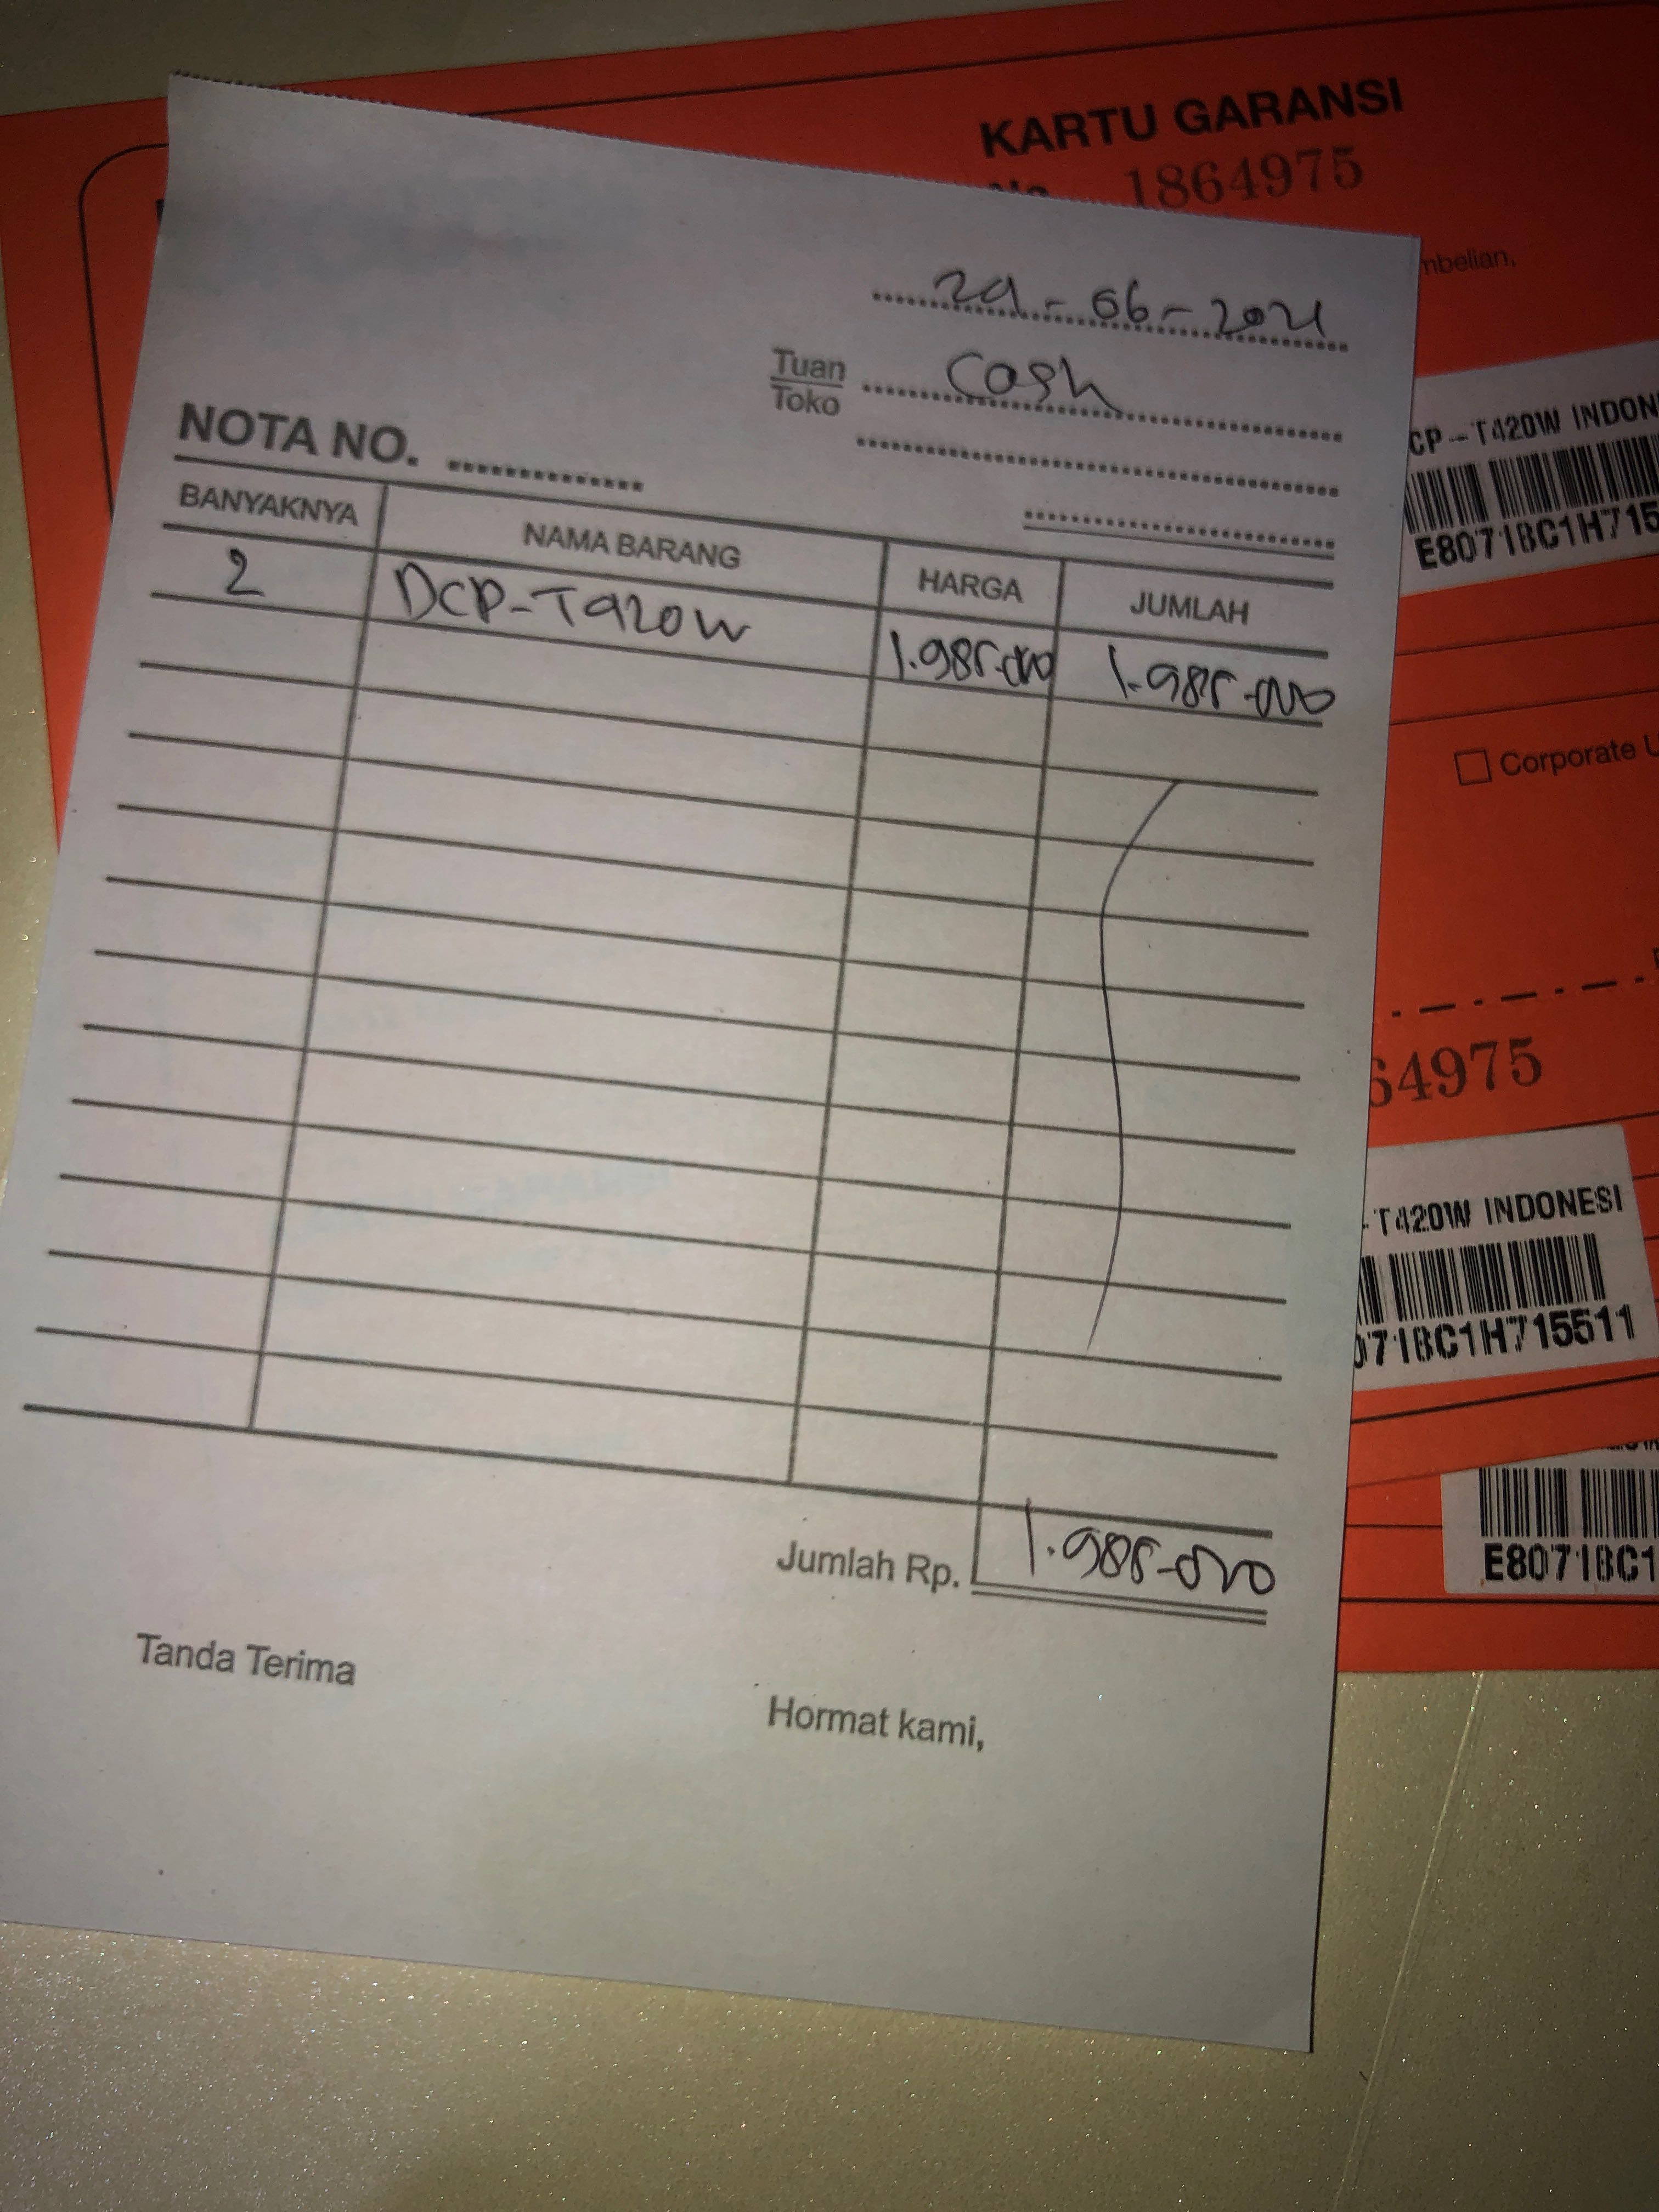 KARTU GARANSI
No. 1864975
mbelian,
29-06-2021
Tuan Cash
Toko
NOTA NO.
BANYAKNYA NAMA BARANG HARGA JUMLAH
2 DCP-T420W 1.985.000 1.985.000
Jumlah Rp. 1.985.000
Tanda Terima
Hormat kami,
CP-T420W INDON
E80718C1H715
Corporate U
64975
-T420W INDONESI
0718C1H715511
E80718C1